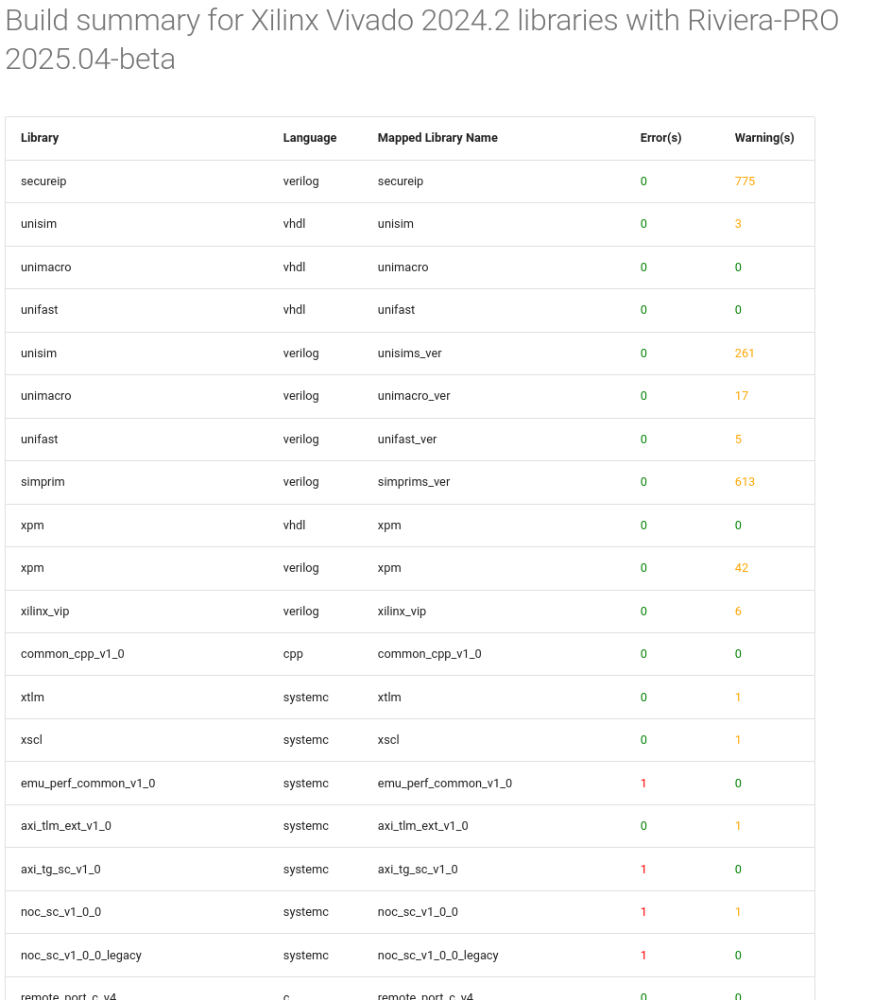 Build summary for Xilinx Vivado 2024.2 libraries with Riviera-PRO
2025.04-beta
Library Language Mapped Library Name Error(s) Warning(s)
secureip verilog secureip 0 775
unisim vhdl unisim 0 3
unimacro vhdl unimacro 0 0
unifast vhdl unifast 0 0
unisim verilog unisims_ver 0 261
unimacro verilog unimacro_ver 0 17
unifast verilog unifast_ver 0 5
simprim verilog simprims_ver 0 613
xpm vhdl xpm 0 0
xpm verilog xpm 0 42
xilinx_vip verilog xilinx_vip 0 6
common_cpp_v1_0 cpp common_cpp_v1_0 0 0
xtlm systemc xtlm 0 1
xscl systemc xscl 0 1
emu_perf_common_v1_0 systemc emu_perf_common_v1_0 1 0
axi_tlm_ext_v1_0 systemc axi_tlm_ext_v1_0 0 1
axi_tg_sc_v1_0 systemc axi_tg_sc_v1_0 1 0
noc_sc_v1_0_0 systemc noc_sc_v1_0_0 1 1
noc_sc_v1_0_0_legacy systemc noc_sc_v1_0_0_legacy 1 0
remote_port_c_v4 c remote_port_c_v4 0 0